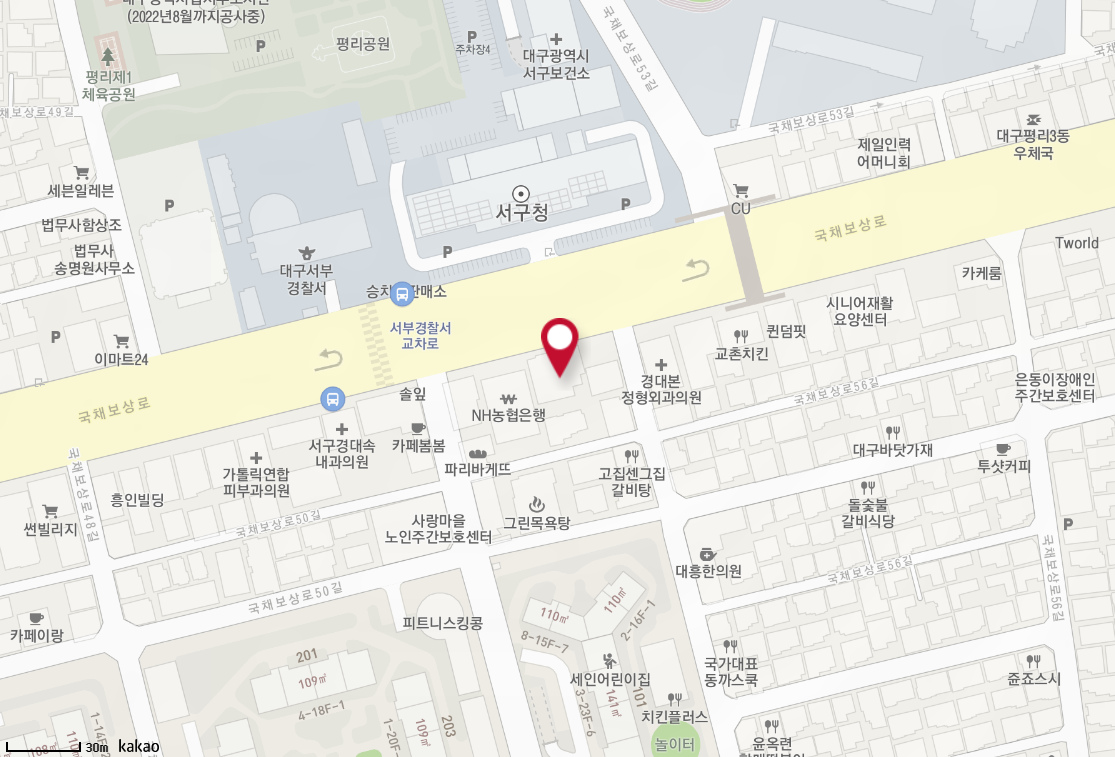 (2022년8월까지공사중)
평리공원
주차장4
P
P
대구광역시
서구보건소
국채보상로53길
평리제1
체육공원
국채보상로49길
국채보상로53길
대구평리3동
우체국
제일인력
어머니회
세븐일레븐
P
서구청
P
CU
법무사함상조
법무사
송명원사무소
대구서부
경찰서
P
국채보상로
Tworld
카케룸
시니어재활
요양센터
서부경찰서
교차로
P
이마트24
퀸덤핏
교촌치킨
경대본
정형외과의원
국채보상로56길
은동이장애인
주간보호센터
국채보상로
솔잎
NH농협은행
서구경대속
내과의원
카페봄봄
파리바게뜨
가톨릭연합
피부과의원
고집센그집
갈비탕
대구바닷가재
투샷커피
국채보상로48길
흥인빌딩
썬빌리지
국채보상로50길
사랑마을
노인주간보호센터
그린목욕탕
돌숯불
갈비식당
P
대흥한의원
국채보상로56길
국채보상로56길
국채보상로50길
카페이랑
피트니스킹콩
110㎡
110㎡
8-15F-7
2-16F-1
201
109㎡
4-18F-1
세인어린이집
국가대표
동까스쿡
쥰죠스시
101
141㎡
3-23F-6
치킨플러스
203
109㎡
놀이터
윤옥련
30m kakao